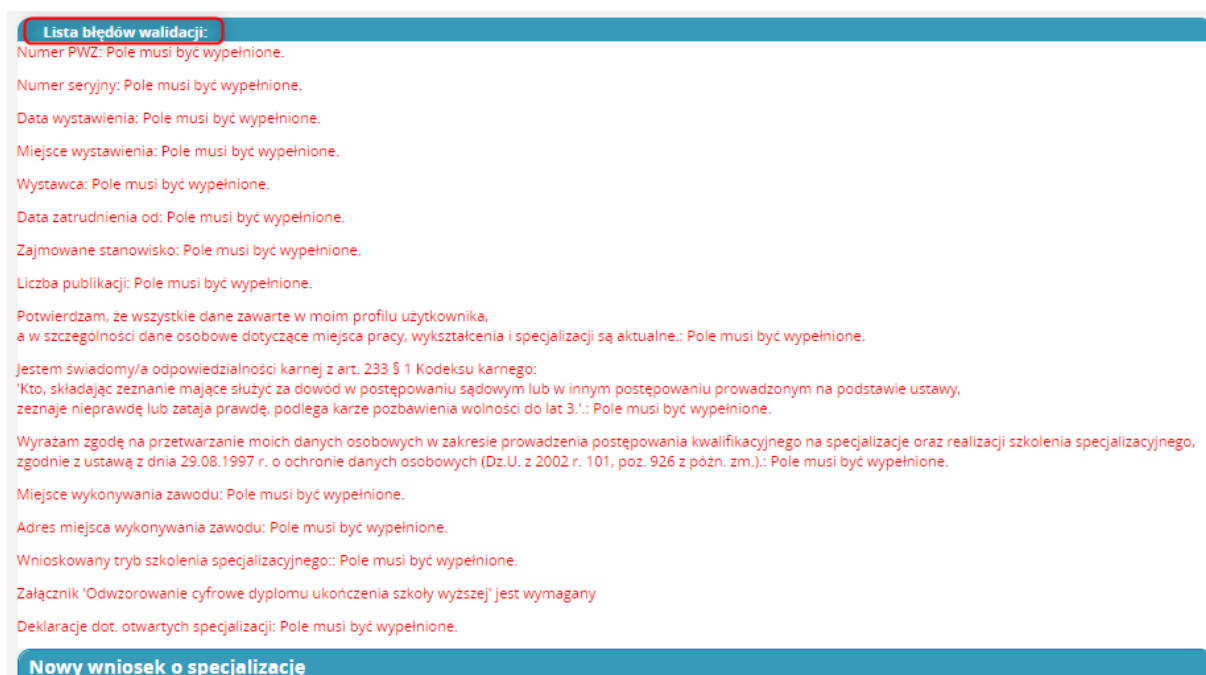 Lista błędów walidacji:
Numer PWZ: Pole musi być wypełnione.
Numer seryjny: Pole musi być wypełnione.
Data wystawienia: Pole musi być wypełnione.
Miejsce wystawienia: Pole musi być wypełnione.
Wystawca: Pole musi być wypełnione.
Data zatrudnienia od: Pole musi być wypełnione.
Zajmowane stanowisko: Pole musi być wypełnione.
Liczba publikacji: Pole musi być wypełnione.
Potwierdzam, że wszystkie dane zawarte w moim profilu użytkownika,
a w szczególności dane osobowe dotyczące miejsca pracy, wykształcenia i specjalizacji są aktualne.: Pole musi być wypełnione.
Jestem świadomy/a odpowiedzialności karnej z art. 233 § 1 Kodeksu karnego:
'Kto, składając zeznanie mające służyć za dowód w postępowaniu sądowym lub w innym postępowaniu prowadzonym na podstawie ustawy,
zeznaje nieprawdę lub zataja prawdę, podlega karze pozbawienia wolności do lat 3.'.: Pole musi być wypełnione.
Wyrażam zgodę na przetwarzanie moich danych osobowych w zakresie prowadzenia postępowania kwalifikacyjnego na specjalizacje oraz realizacji szkolenia specjalizacyjnego,
zgodnie z ustawą z dnia 29.08.1997 r. o ochronie danych osobowych (Dz.U. z 2002 r. 101, poz. 926 z późn. zm.).: Pole musi być wypełnione.
Miejsce wykonywania zawodu: Pole musi być wypełnione.
Adres miejsca wykonywania zawodu: Pole musi być wypełnione.
Wnioskowany tryb szkolenia specjalizacyjnego:: Pole musi być wypełnione.
Załącznik 'Odwzorowanie cyfrowe dyplomu ukończenia szkoły wyższej' jest wymagany
Deklaracje dot. otwartych specjalizacji: Pole musi być wypełnione.
Nowy wniosek o specjalizację